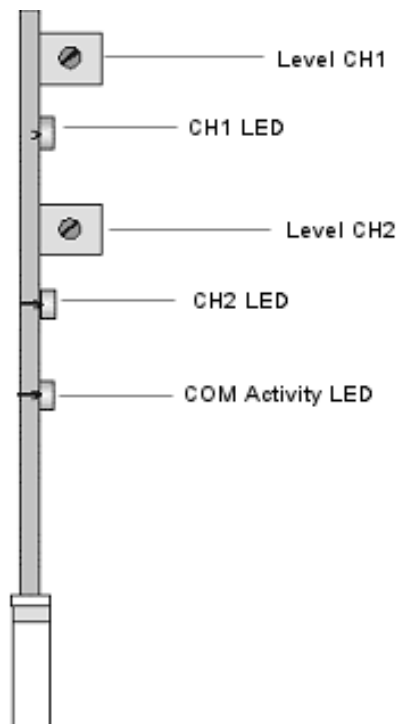 Level CH1
CH1 LED
Level CH2
CH2 LED
COM Activity LED